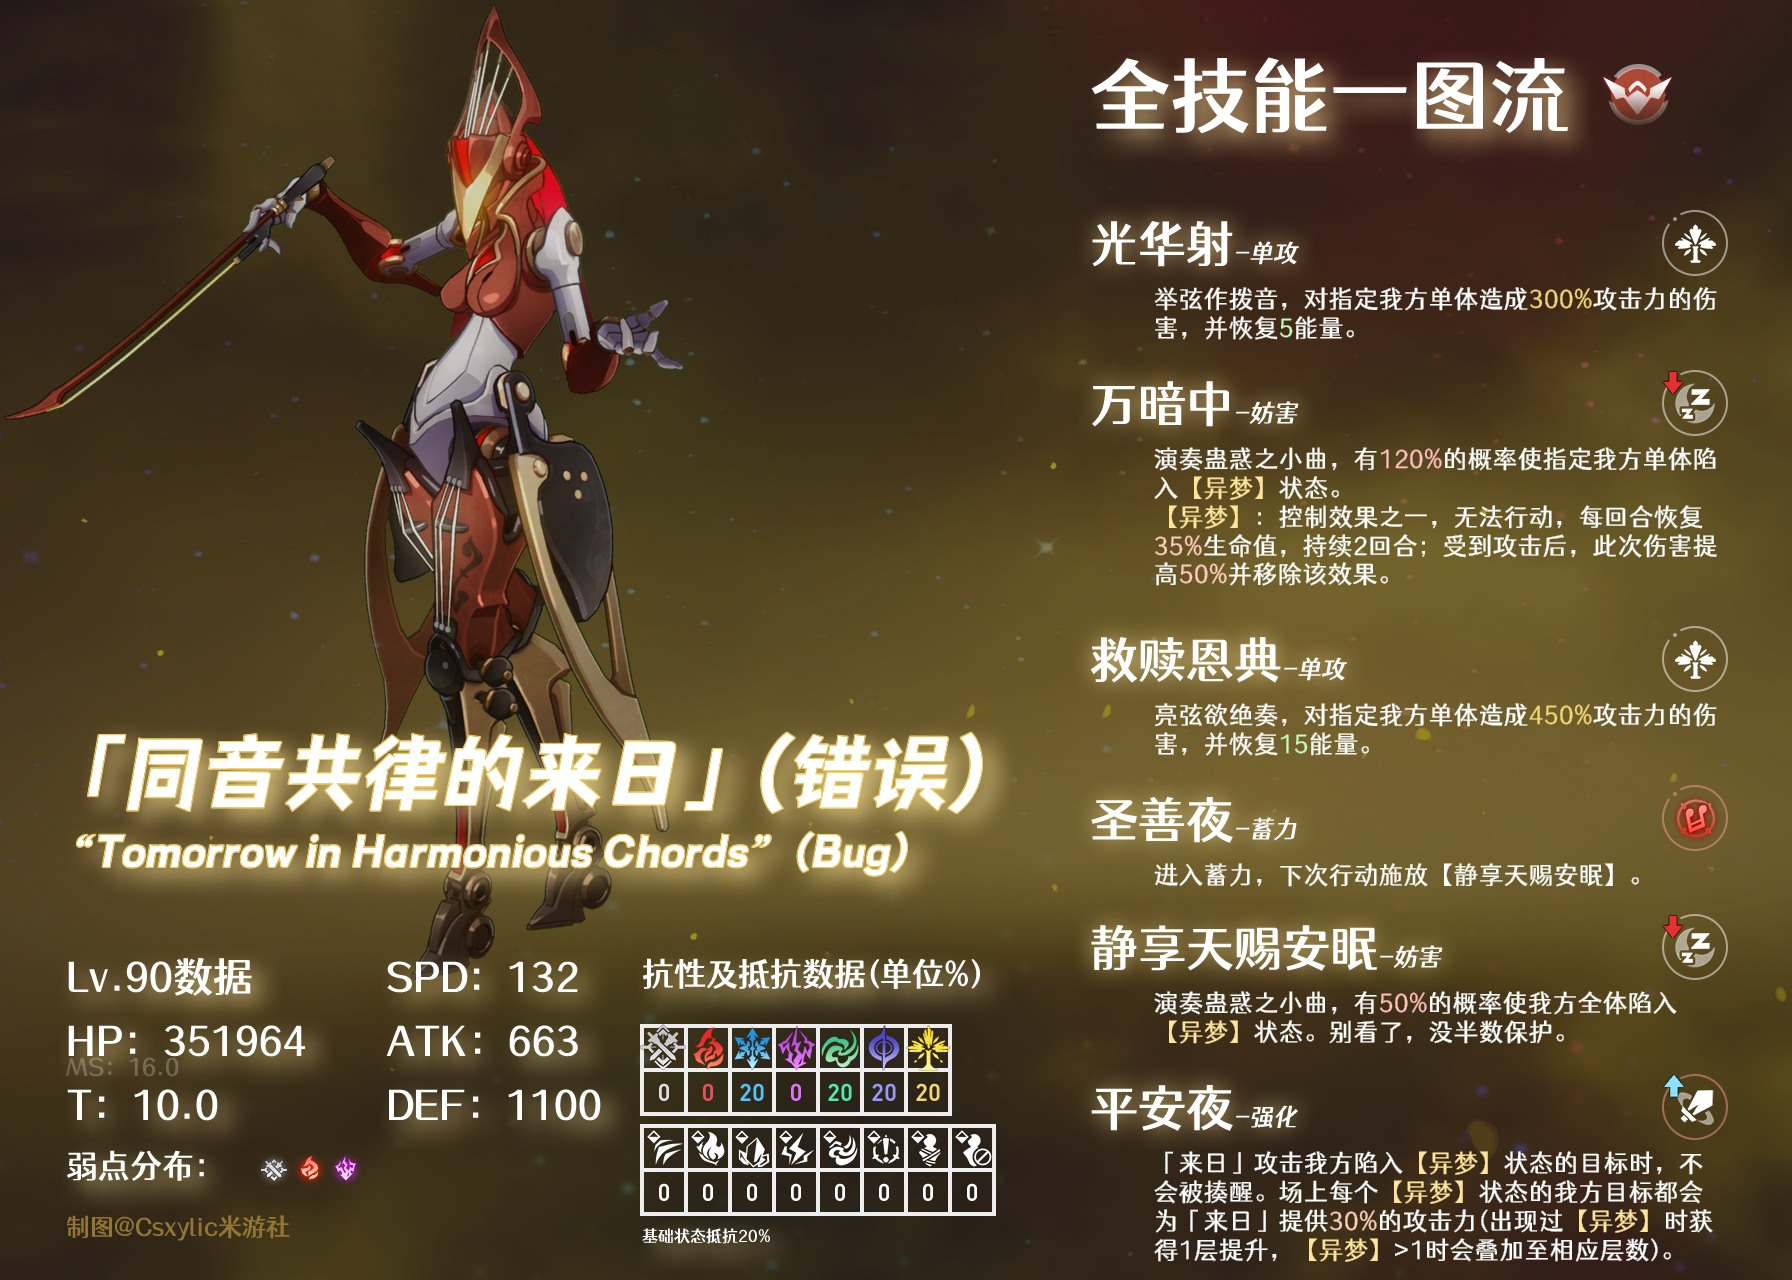 全技能一图流
光华射-单攻
举弦作拨音，对指定我方单体造成300%攻击力的伤
害，并恢复5能量。
万暗中-妨害
演奏蛊惑之小曲，有120%的概率使指定我方单体陷
入【异梦】状态。
【异梦】：控制效果之一，无法行动，每回合恢复
35%生命值，持续2回合；受到攻击后，此次伤害提
高50%并移除该效果。
救赎恩典-单攻
亮弦欲绝奏，对指定我方单体造成450%攻击力的伤
害，并恢复15能量。
圣善夜-蓄力
进入蓄力，下次行动施放【静享天赐安眠】。
静享天赐安眠-妨害
演奏蛊惑之小曲，有50%的概率使我方全体陷入
【异梦】状态。别看了，没半数保护。
平安夜-强化
「来日」攻击我方陷入【异梦】状态的目标时，不
会被揍醒。场上每个【异梦】状态的我方目标都会
为「来日」提供30%的攻击力(出现过【异梦】时获
得1层提升，【异梦】>1时会叠加至相应层数)。
「同音共律的来日」（错误）
“Tomorrow in Harmonious Chords”（Bug）
Lv.90数据
SPD：132
HP：351964
ATK：663
MS：16.0
T：10.0
DEF：1100
弱点分布：
制图@Csxylic米游社
抗性及抵抗数据(单位%)
0 0 20 0 20 20 20
0 0 0 0 0 0 0 0
基础状态抵抗20%